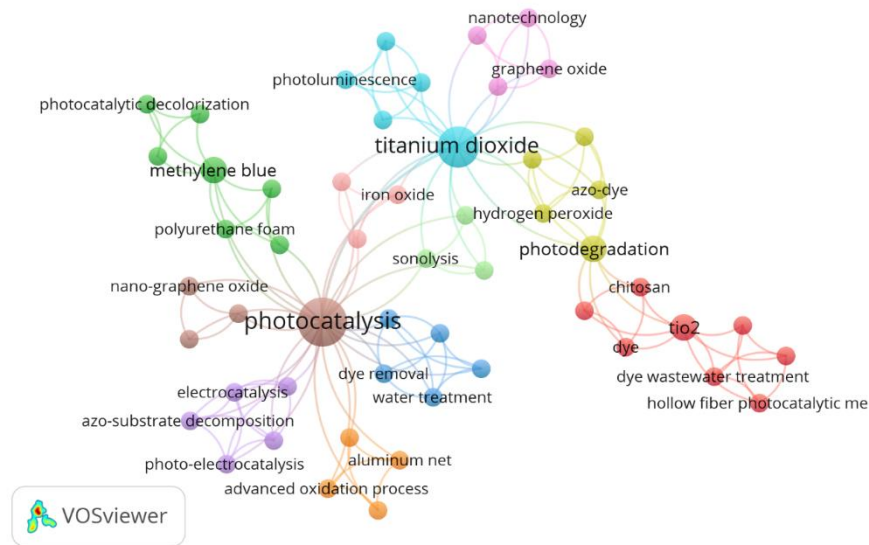 nanotechnology
graphene oxide
photoluminescence
photocatalytic decolorization
titanium dioxide
methylene blue
azo-dye
iron oxide
hydrogen peroxide
polyurethane foam
photodegradation
sonolysis
nano-graphene oxide
chitosan
photocatalysis
tio2
dye
dye removal
dye wastewater treatment
electrocatalysis
water treatment
hollow fiber photocatalytic me
azo-substrate decomposition
photo-electrocatalysis
aluminum net
advanced oxidation process
VOSviewer